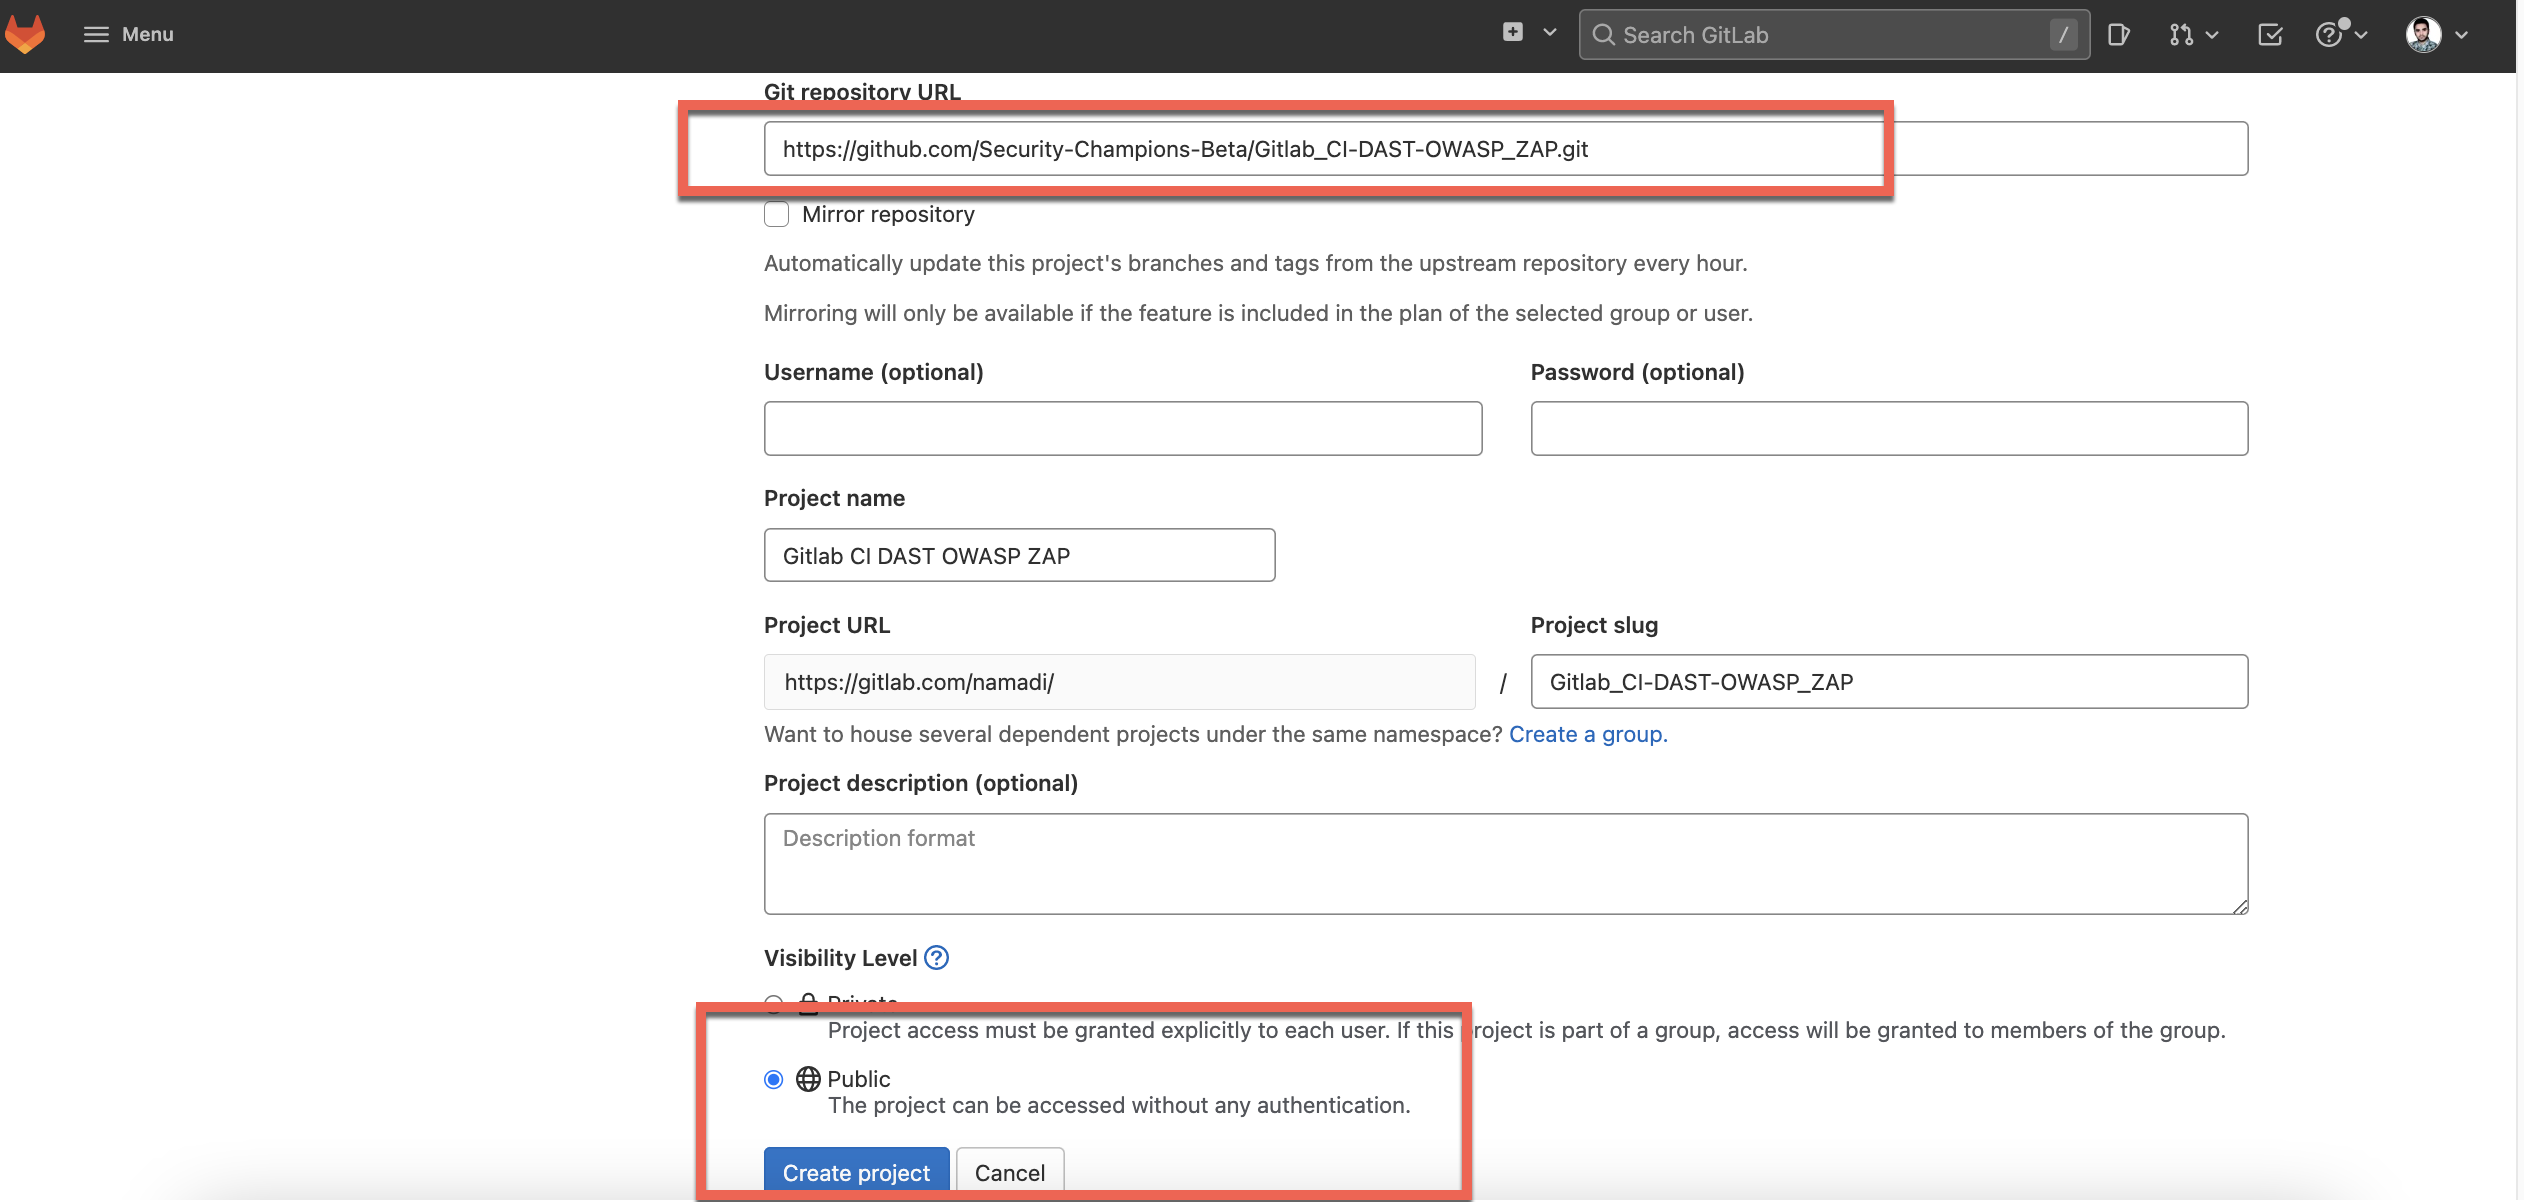 Menu
Search GitLab /
Git repository URL
https://github.com/Security-Champions-Beta/Gitlab_CI-DAST-OWASP_ZAP.git
Mirror repository
Automatically update this project's branches and tags from the upstream repository every hour.
Mirroring will only be available if the feature is included in the plan of the selected group or user.
Username (optional) Password (optional)
Project name
Gitlab CI DAST OWASP ZAP
Project URL Project slug
https://gitlab.com/namadi/ / Gitlab_CI-DAST-OWASP_ZAP
Want to house several dependent projects under the same namespace? Create a group.
Project description (optional)
Description format
Visibility Level ?
Private
Project access must be granted explicitly to each user. If this project is part of a group, access will be granted to members of the group.
Public
The project can be accessed without any authentication.
Create project Cancel